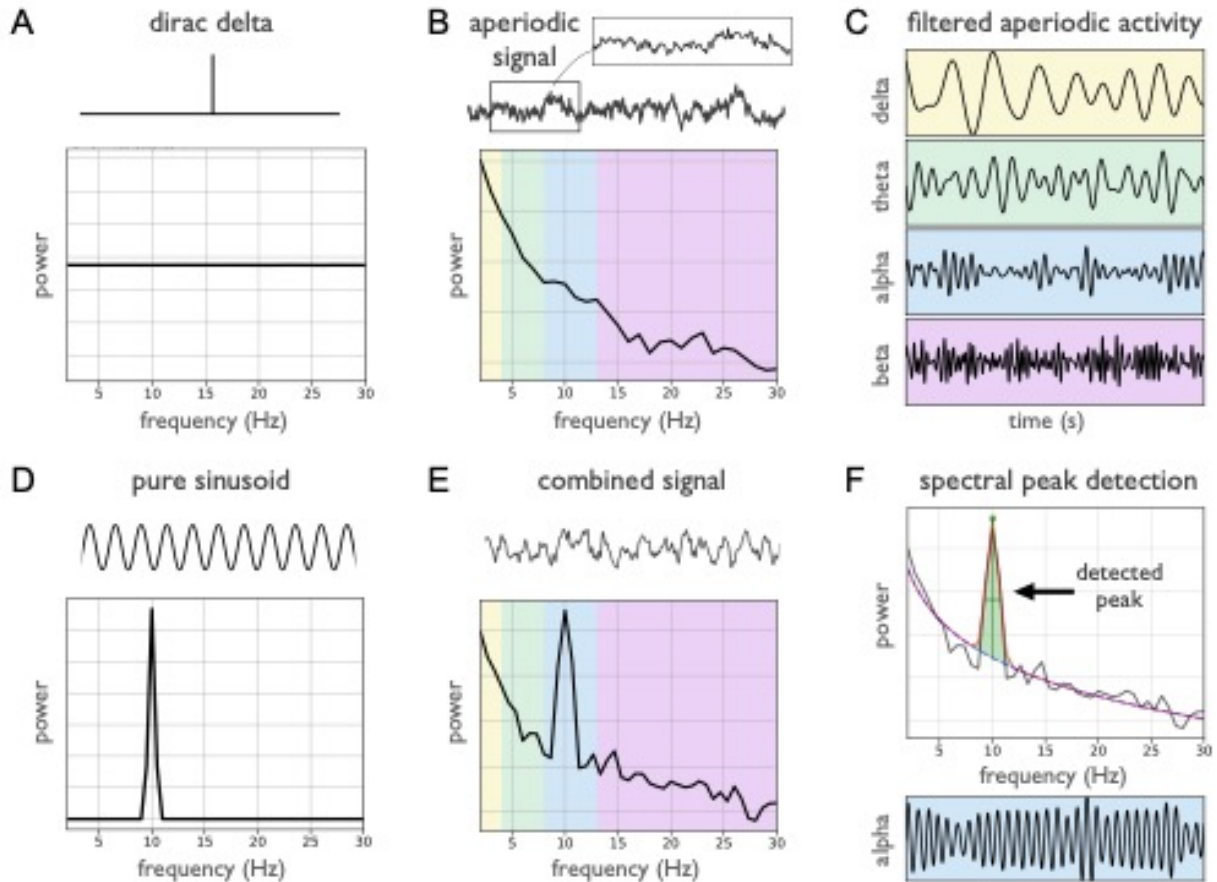 A
dirac delta
power
5 10 15 20 25 30
frequency (Hz)
B
aperiodic
signal
power
5 10 15 20 25 30
frequency (Hz)
C
filtered aperiodic activity
delta
theta
alpha
beta
time (s)
D
pure sinusoid
power
5 10 15 20 25 30
frequency (Hz)
E
combined signal
power
5 10 15 20 25 30
frequency (Hz)
F
spectral peak detection
detected
peak
power
5 10 15 20 25 30
frequency (Hz)
alpha